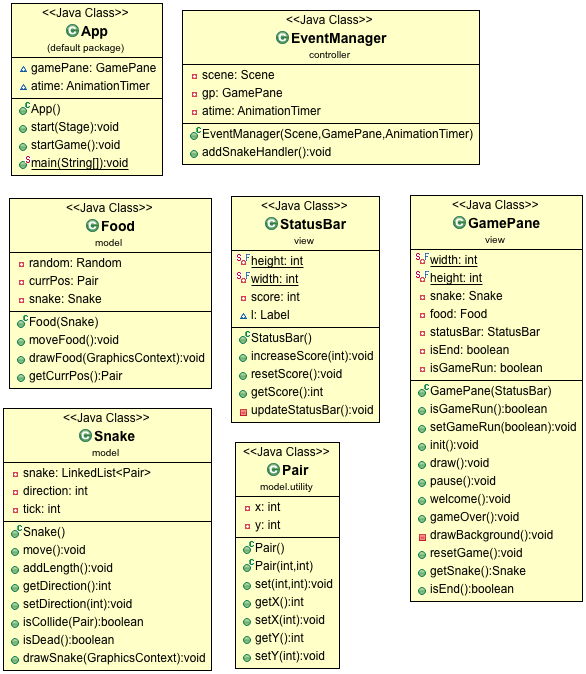 <<Java Class>>
App
(default package)
gamePane: GamePane
atime: AnimationTimer
App()
start(Stage):void
startGame():void
main(String[]):void
<<Java Class>>
EventManager
controller
scene: Scene
gp: GamePane
atime: AnimationTimer
EventManager(Scene,GamePane,AnimationTimer)
addSnakeHandler():void
<<Java Class>>
Food
model
random: Random
currPos: Pair
snake: Snake
Food(Snake)
moveFood():void
drawFood(GraphicsContext):void
getCurrPos():Pair
<<Java Class>>
StatusBar
view
height: int
width: int
score: int
l: Label
StatusBar()
increaseScore(int):void
resetScore():void
getScore():int
updateStatusBar():void
<<Java Class>>
GamePane
view
width: int
height: int
snake: Snake
food: Food
statusBar: StatusBar
isEnd: boolean
isGameRun: boolean
GamePane(StatusBar)
isGameRun():boolean
setGameRun(boolean):void
init():void
draw():void
pause():void
welcome():void
gameOver():void
drawBackground():void
resetGame():void
getSnake():Snake
isEnd():boolean
<<Java Class>>
Snake
model
snake: LinkedList<Pair>
direction: int
tick: int
Snake()
move():void
addLength():void
getDirection():int
setDirection(int):void
isCollide(Pair):boolean
isDead():boolean
drawSnake(GraphicsContext):void
<<Java Class>>
Pair
model.utility
x: int
y: int
Pair()
Pair(int,int)
set(int,int):void
getX():int
setX(int):void
getY():int
setY(int):void